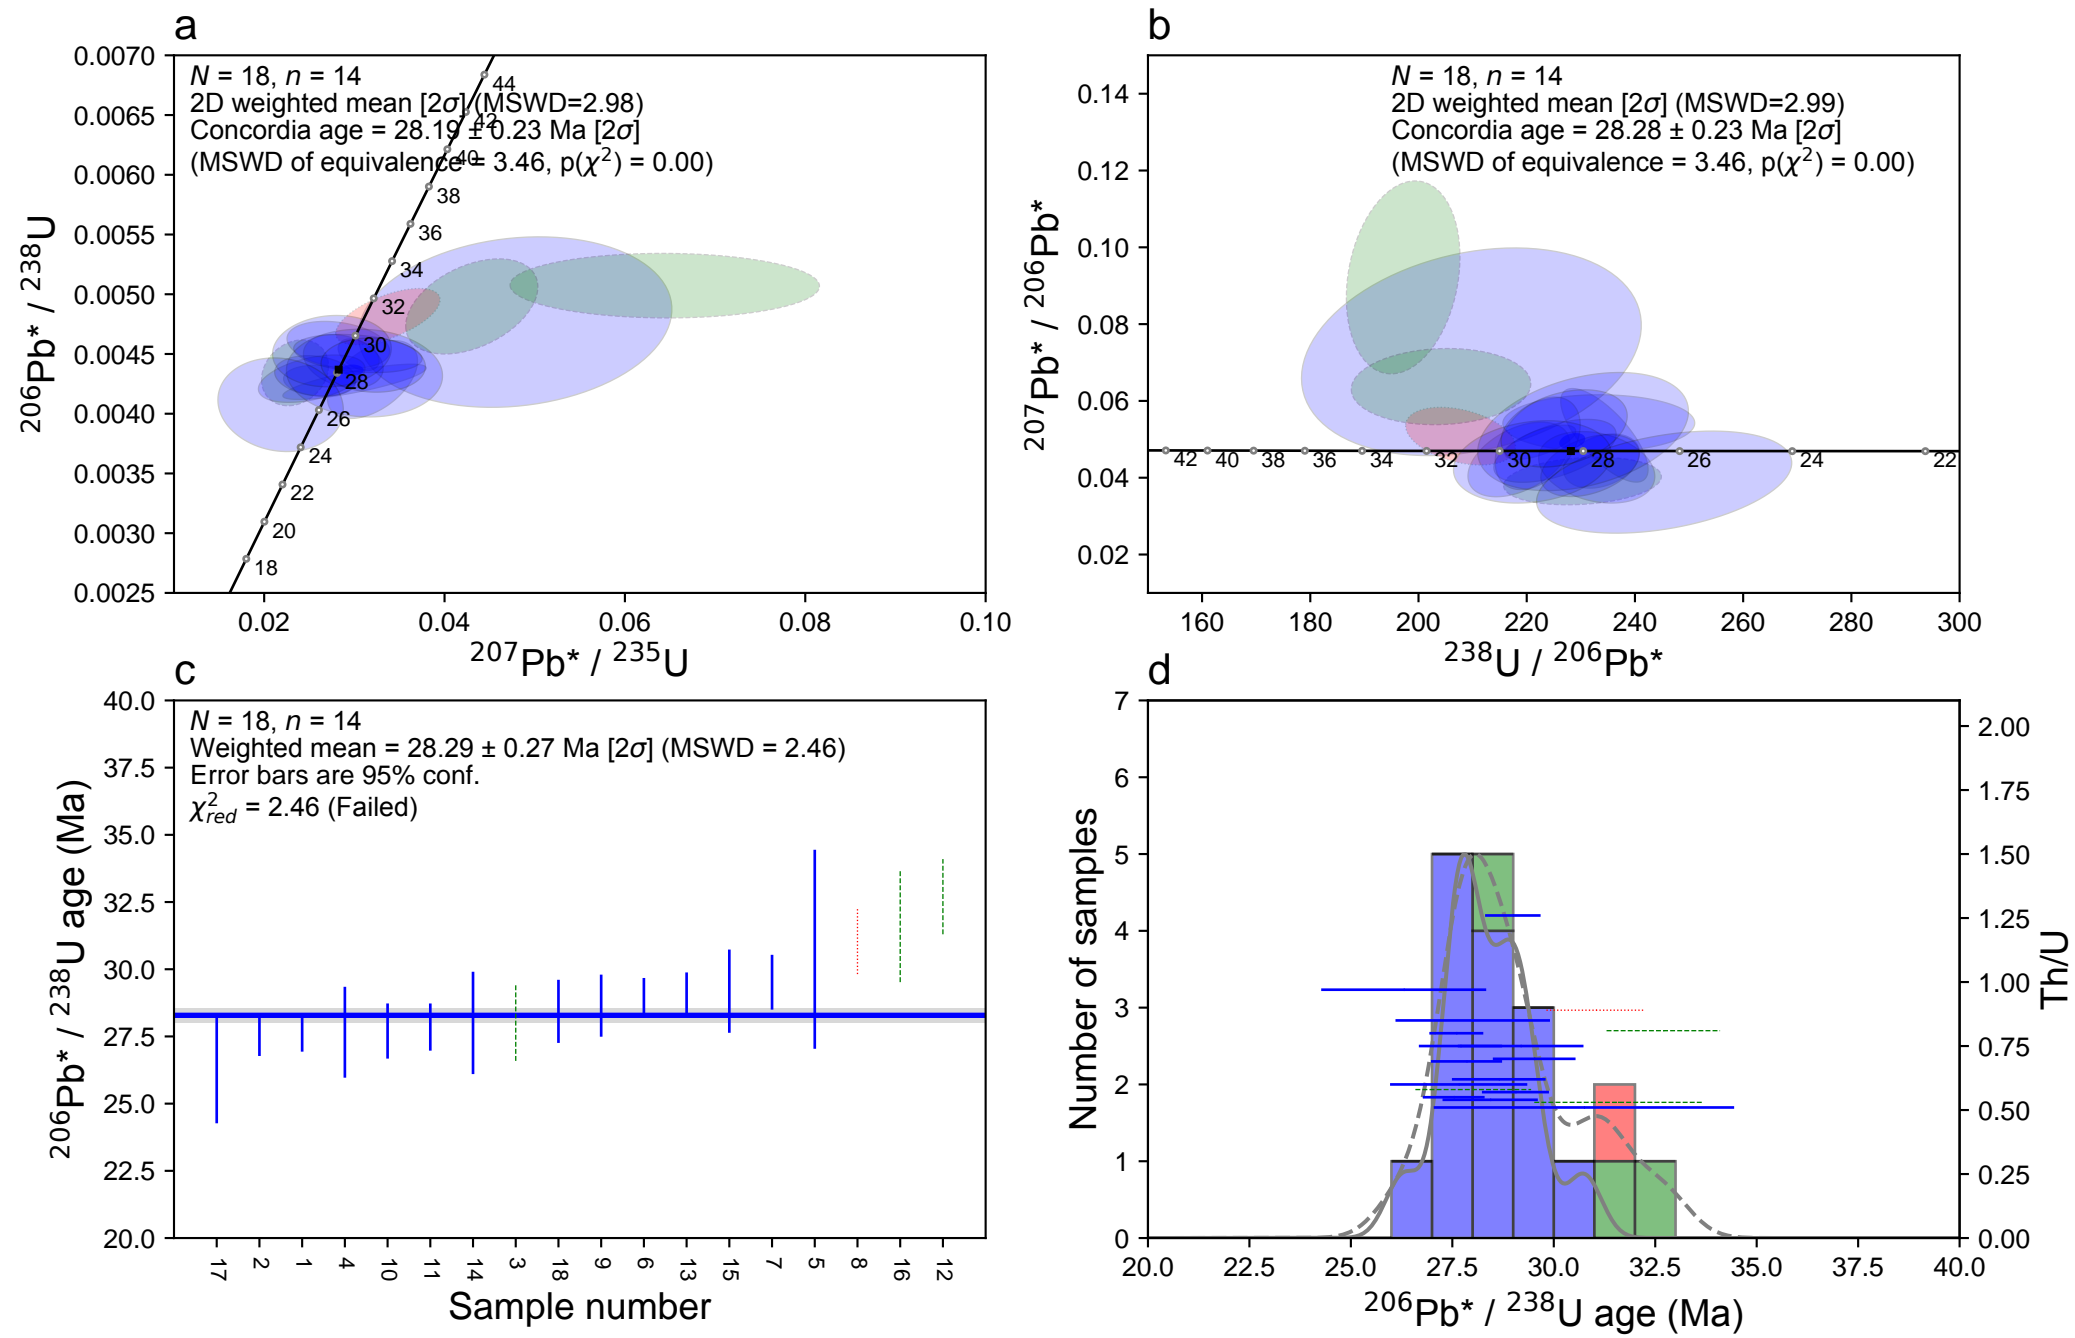 a
N = 18, n = 14
2D weighted mean [2σ] (MSWD=2.98)
Concordia age = 28.19 ± 0.23 Ma [2σ]
(MSWD of equivalence = 3.46, p(χ²) = 0.00)
0.0070
0.0065
0.0060
0.0055
0.0050
0.0045
0.0040
0.0035
0.0030
0.0025
²⁰⁶Pb* / ²³⁸U
44
42
40
38
36
34
32
30
28
26
24
22
20
18
0.02 0.04 0.06 0.08 0.10
²⁰⁷Pb* / ²³⁵U
b
N = 18, n = 14
2D weighted mean [2σ] (MSWD=2.99)
Concordia age = 28.28 ± 0.23 Ma [2σ]
(MSWD of equivalence = 3.46, p(χ²) = 0.00)
0.14
0.12
0.10
0.08
0.06
0.04
0.02
²⁰⁷Pb* / ²⁰⁶Pb*
42 40 38 36 34 32 30 28 26 24 22
160 180 200 220 240 260 280 300
²³⁸U / ²⁰⁶Pb*
c
N = 18, n = 14
Weighted mean = 28.29 ± 0.27 Ma [2σ] (MSWD = 2.46)
Error bars are 95% conf.
χ²red = 2.46 (Failed)
40.0
37.5
35.0
32.5
30.0
27.5
25.0
22.5
20.0
²⁰⁶Pb* / ²³⁸U age (Ma)
17 2 1 4 10 11 14 3 18 9 6 13 15 7 5 8 16 12
Sample number
d
7
6
5
4
3
2
1
0
Number of samples
2.00
1.75
1.50
1.25
1.00
0.75
0.50
0.25
0.00
Th/U
20.0 22.5 25.0 27.5 30.0 32.5 35.0 37.5 40.0
²⁰⁶Pb* / ²³⁸U age (Ma)